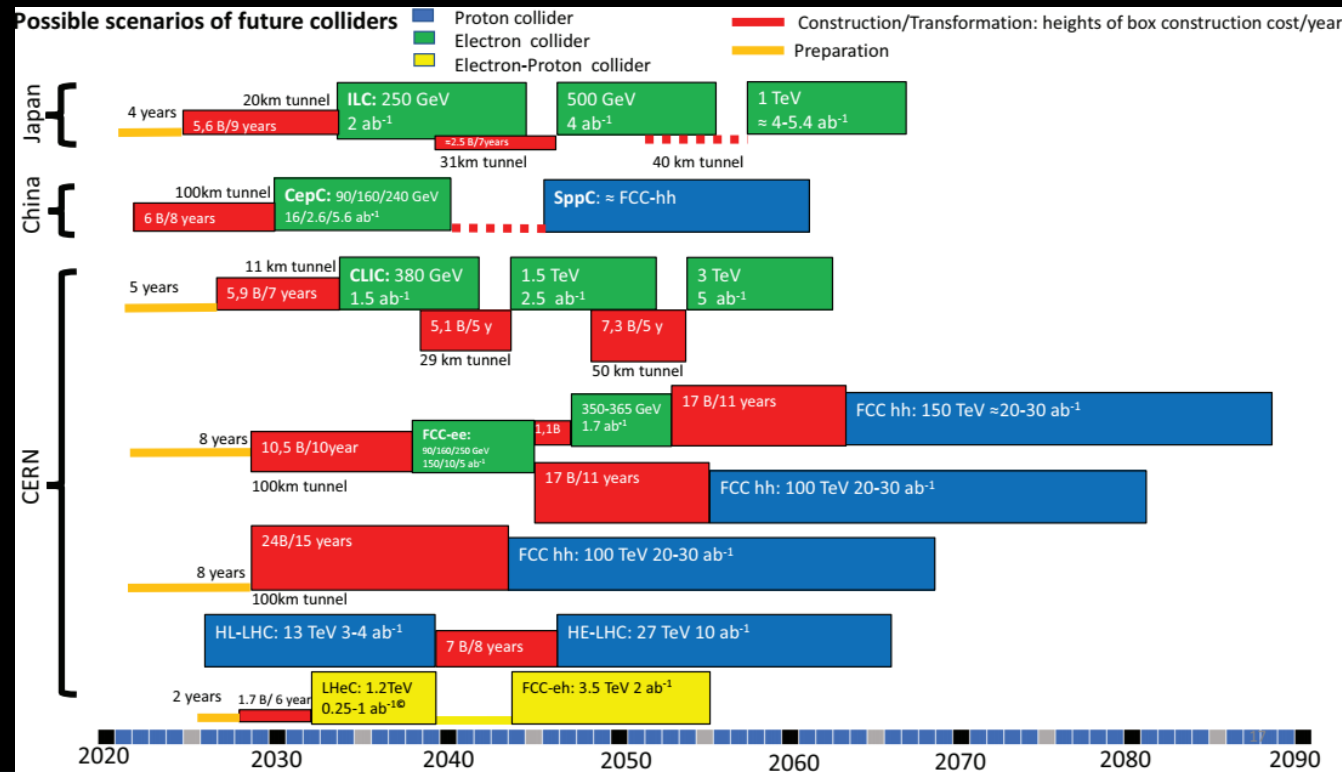 Possible scenarios of future colliders
Proton collider
Electron collider
Electron-Proton collider
Construction/Transformation: heights of box construction cost/year
Preparation
Japan
4 years
20km tunnel
5,6 B/9 years
ILC: 250 GeV
2 ab⁻¹
≈2.5 B/7years
31km tunnel
500 GeV
4 ab⁻¹
40 km tunnel
1 TeV
≈ 4-5.4 ab⁻¹
China
100km tunnel
6 B/8 years
CepC: 90/160/240 GeV
16/2.6/5.6 ab⁻¹
SppC: ≈ FCC-hh
CERN
5 years
11 km tunnel
5,9 B/7 years
CLIC: 380 GeV
1.5 ab⁻¹
5,1 B/5 y
29 km tunnel
1.5 TeV
2.5 ab⁻¹
7,3 B/5 y
50 km tunnel
3 TeV
5 ab⁻¹
8 years
10,5 B/10year
100km tunnel
FCC-ee:
90/160/250 GeV
150/10/5 ab⁻¹
1,1B
350-365 GeV
1.7 ab⁻¹
17 B/11 years
FCC hh: 150 TeV ≈20-30 ab⁻¹
17 B/11 years
FCC hh: 100 TeV 20-30 ab⁻¹
8 years
24B/15 years
100km tunnel
FCC hh: 100 TeV 20-30 ab⁻¹
HL-LHC: 13 TeV 3-4 ab⁻¹
7 B/8 years
HE-LHC: 27 TeV 10 ab⁻¹
2 years
1.7 B/ 6 year
LHeC: 1.2TeV
0.25-1 ab⁻¹©
FCC-eh: 3.5 TeV 2 ab⁻¹
17
2020
2030
2040
2050
2060
2070
2080
2090